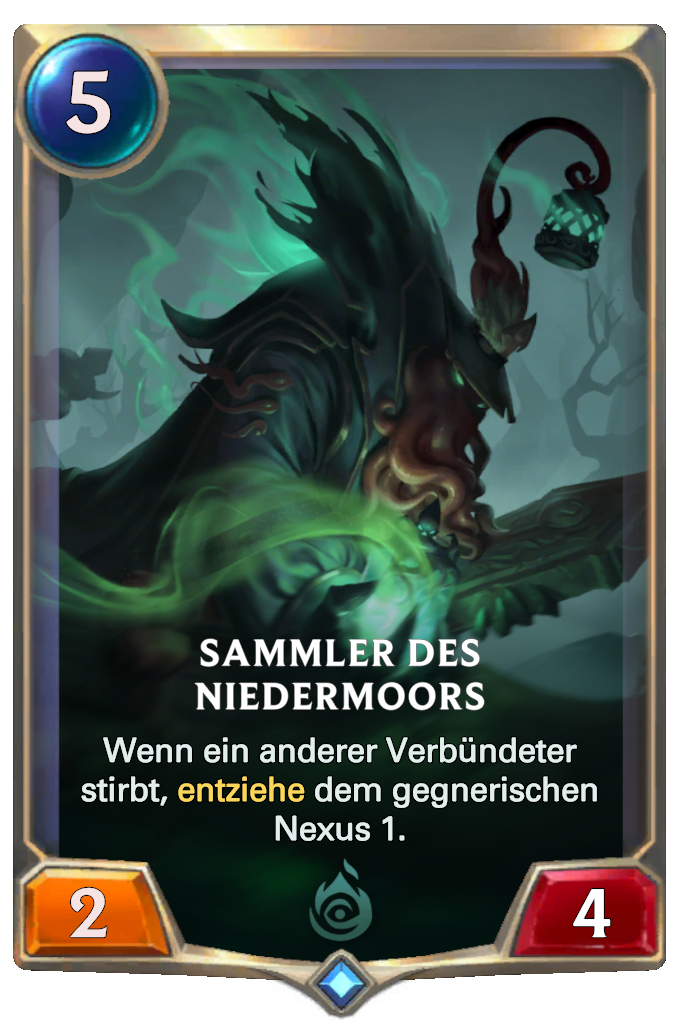 5
SAMMLER DES
NIEDERMOORS
Wenn ein anderer Verbündeter
stirbt, entziehe dem gegnerischen
Nexus 1.
2
4